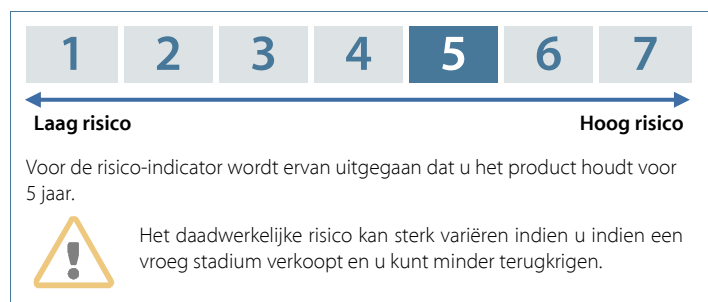 1 2 3 4 5 6 7
Laag risico Hoog risico
Voor de risico-indicator wordt ervan uitgegaan dat u het product houdt voor
5 jaar.
Het daadwerkelijke risico kan sterk variëren indien u indien een
vroeg stadium verkoopt en u kunt minder terugkrigen.